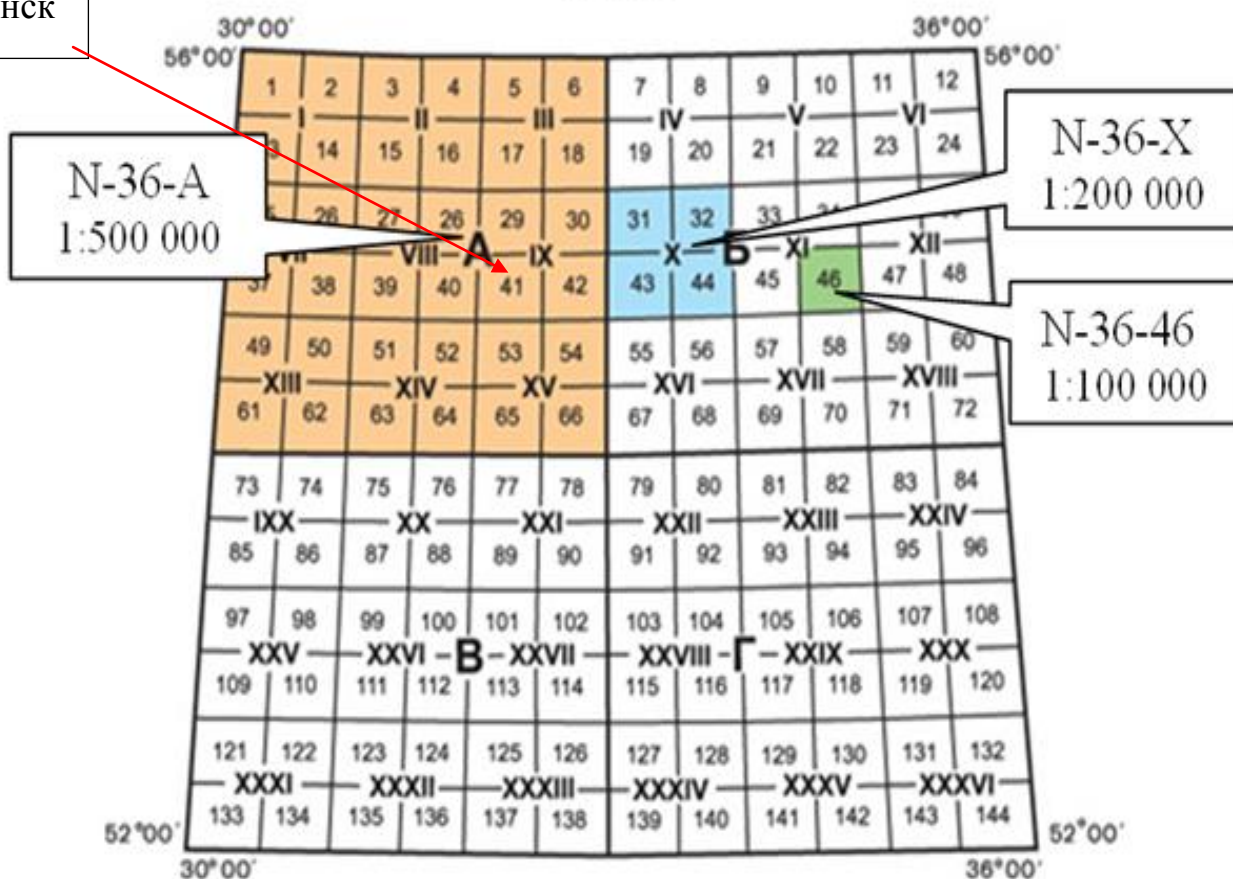 нск
30°00' 36°00'
56°00' 56°00'
1 2 3 4 5 6 7 8 9 10 11 12
I II III IV V VI
3 14 15 16 17 18 19 20 21 22 23 24
N-36-А
1:500 000
N-36-X
1:200 000
26 27 26 29 30 31 32 33
VIII А IX X Б XI XII
37 38 39 40 41 42 43 44 45 46 47 48
N-36-46
1:100 000
49 50 51 52 53 54 55 56 57 58 59 60
XIII XIV XV XVI XVII XVIII
61 62 63 64 65 66 67 68 69 70 71 72
73 74 75 76 77 78 79 80 81 82 83 84
IXX XX XXI XXII XXIII XXIV
85 86 87 88 89 90 91 92 93 94 95 96
97 98 99 100 101 102 103 104 105 106 107 108
XXV XXVI В XXVII XXVIII Г XXIX XXX
109 110 111 112 113 114 115 116 117 118 119 120
121 122 123 124 125 126 127 128 129 130 131 132
XXXI XXXII XXXIII XXXIV XXXV XXXVI
133 134 135 136 137 138 139 140 141 142 143 144
52°00' 52°00'
30°00' 36°00'